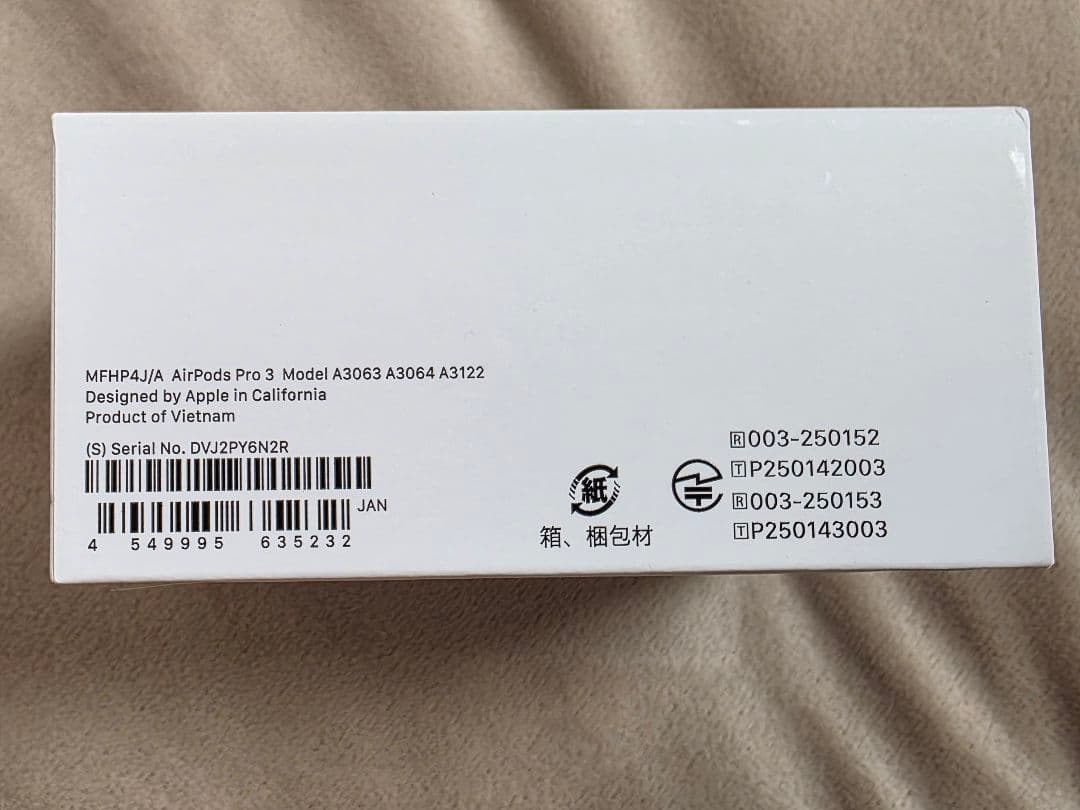 MFHP4J/A AirPods Pro 3 Model A3063 A3064 A3122
Designed by Apple in California
Product of Vietnam
(S) Serial No. DVJ2PY6N2R
JAN
4 549995 635232
紙
箱、梱包材
R003-250152
TP250142003
R003-250153
TP250143003